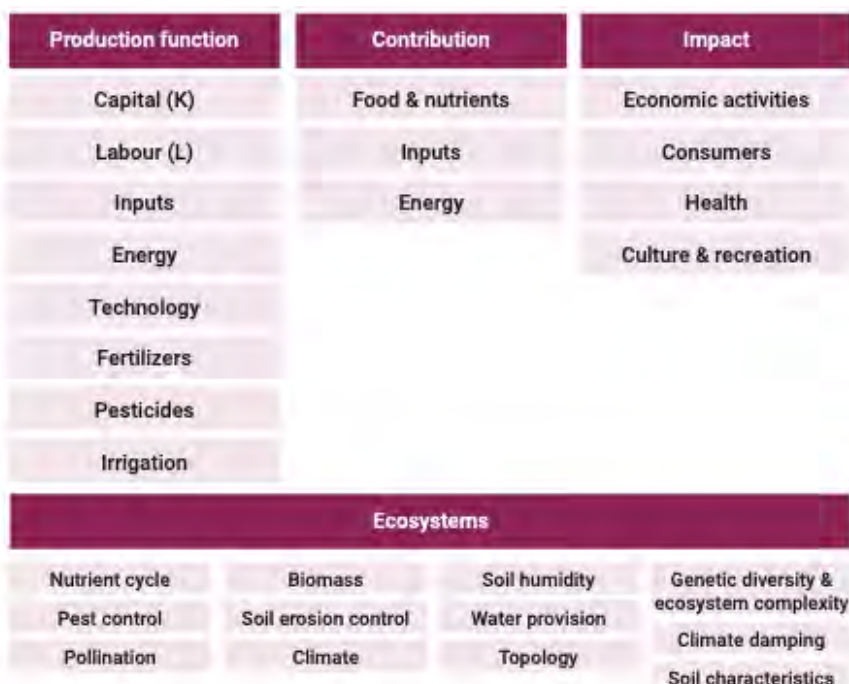 Production function
Capital (K)
Labour (L)
Inputs
Energy
Technology
Fertilizers
Pesticides
Irrigation
Contribution
Food & nutrients
Inputs
Energy
Impact
Economic activities
Consumers
Health
Culture & recreation
Ecosystems
Nutrient cycle
Pest control
Pollination
Biomass
Soil erosion control
Climate
Soil humidity
Water provision
Topology
Genetic diversity &
ecosystem complexity
Climate damping
Soil characteristics